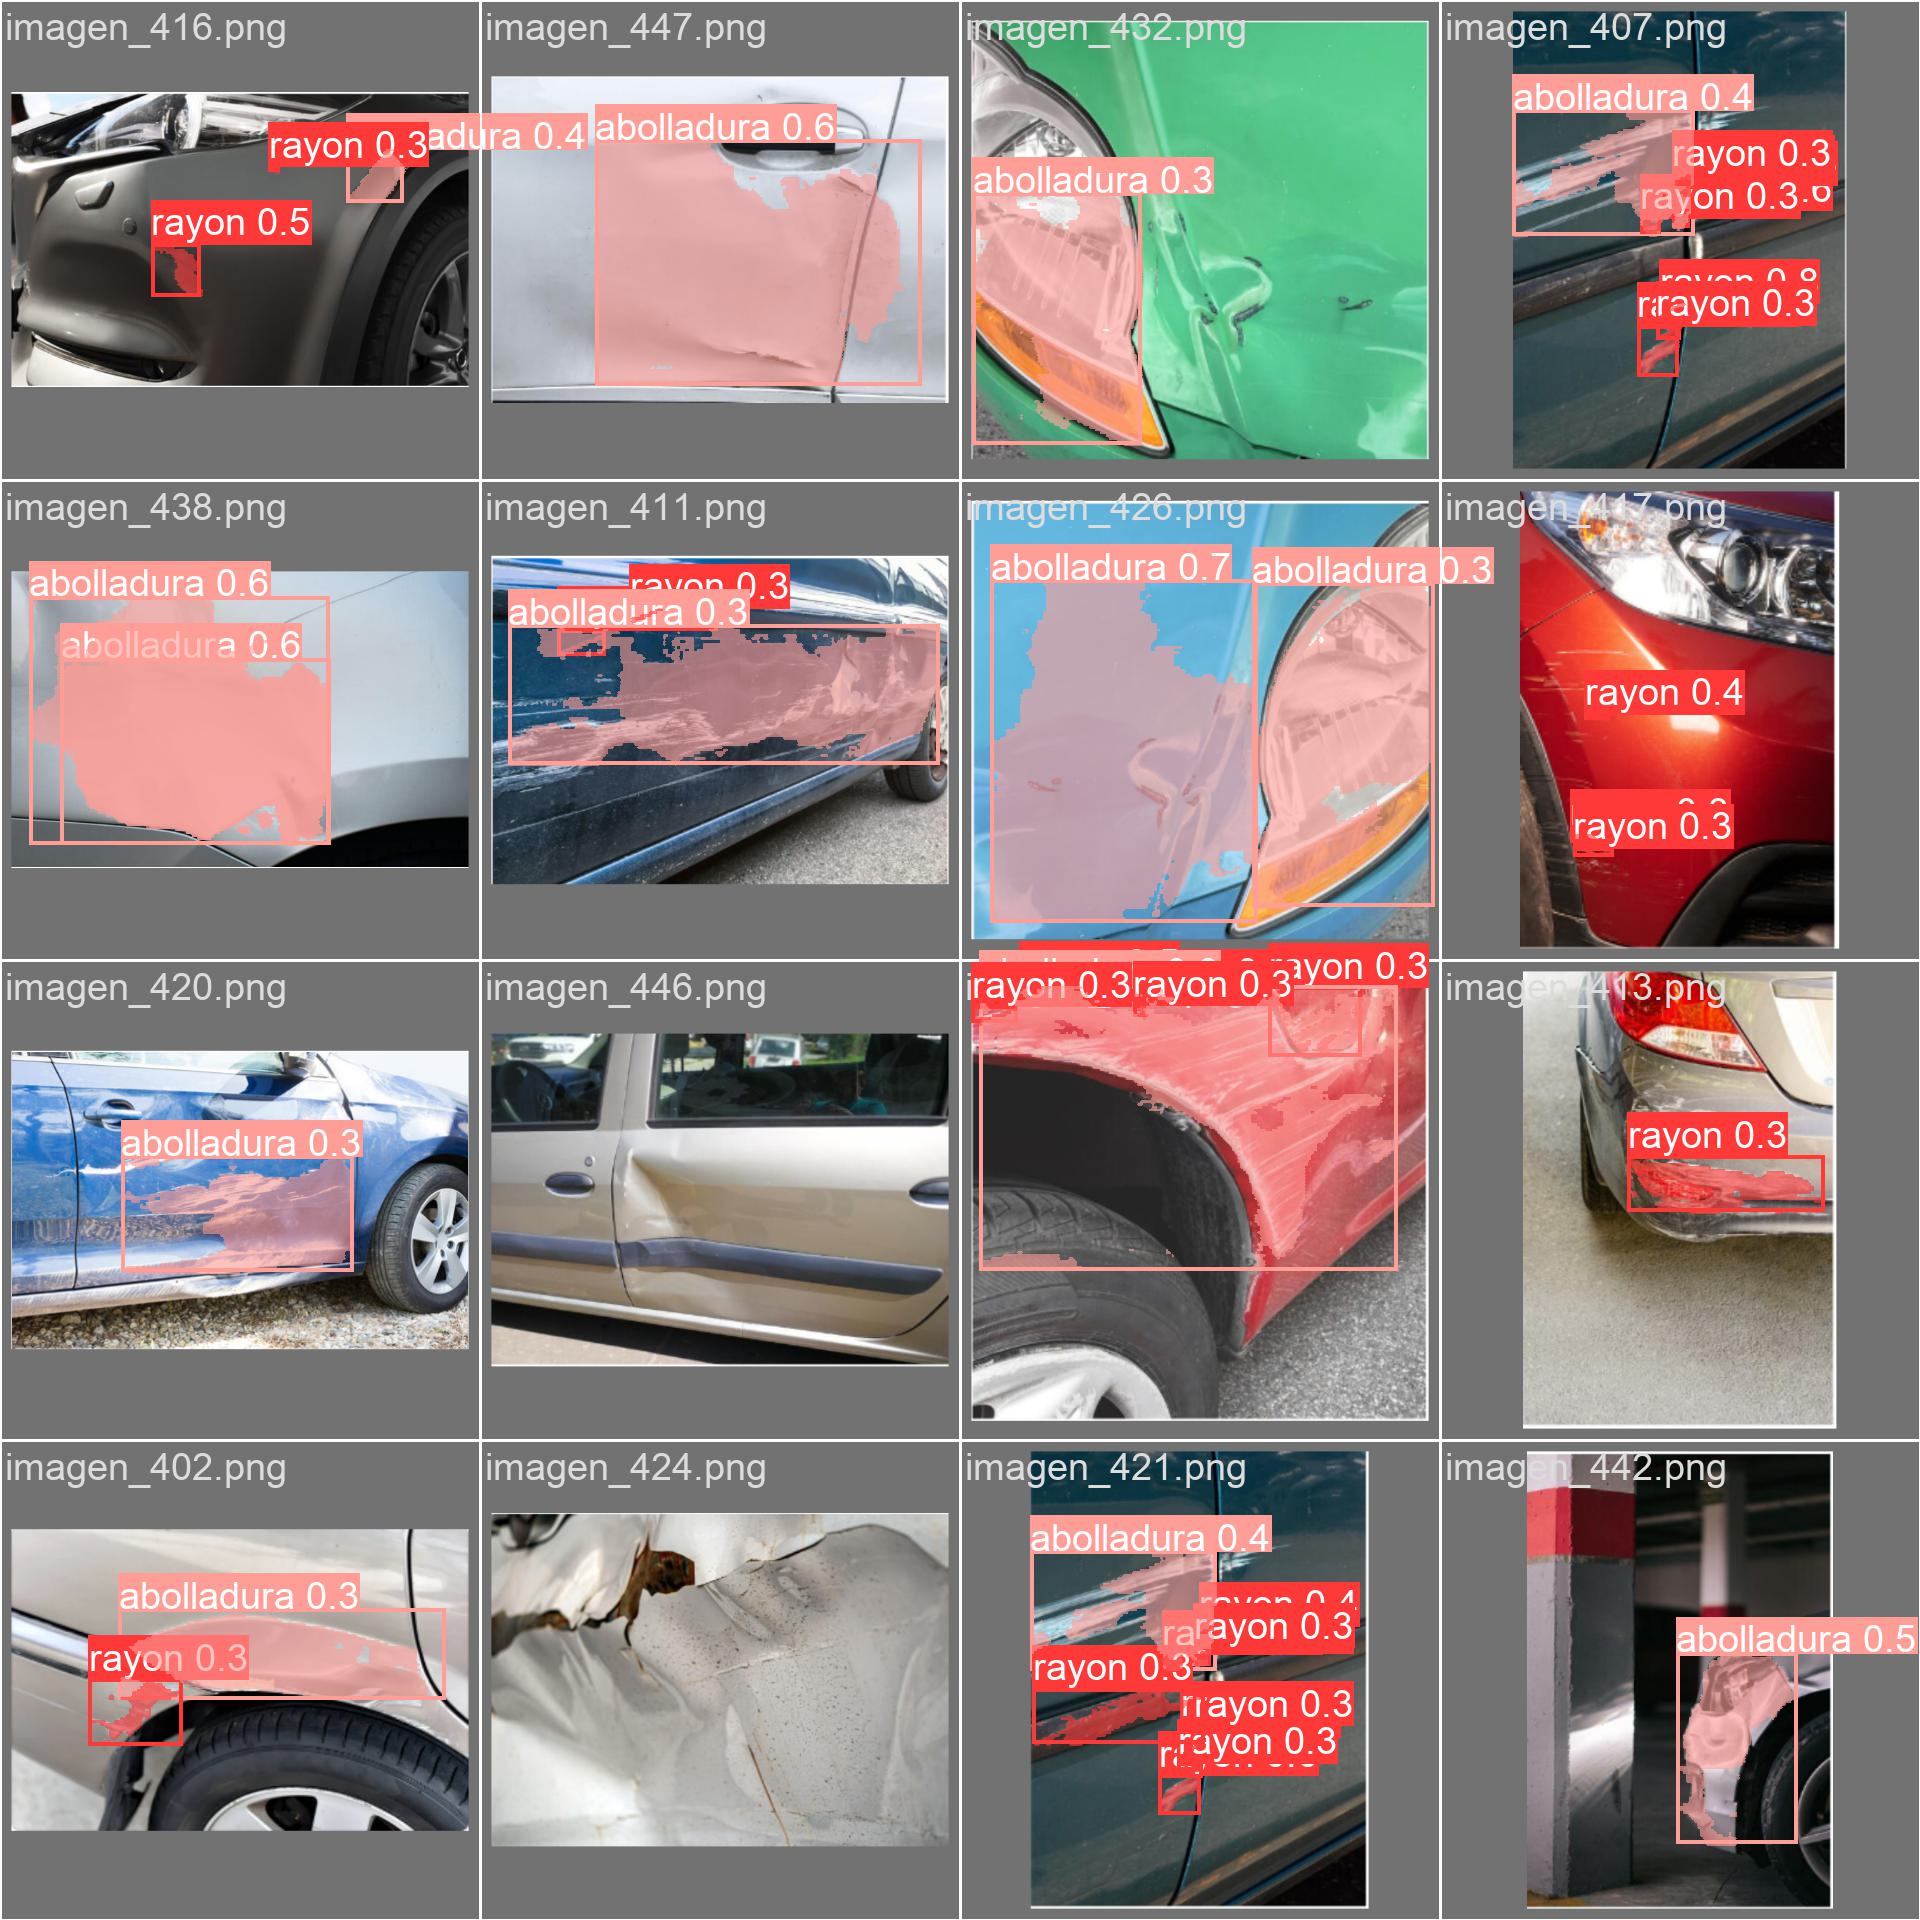 imagen_416.png
rayon 0.3
adura 0.4
rayon 0.5
imagen_447.png
abolladura 0.6
imagen_432.png
abolladura 0.3
imagen_407.png
abolladura 0.4
rayon 0.3
rayon 0.3
rayon 0.8
rayon 0.3
imagen_438.png
abolladura 0.6
abolladura 0.6
imagen_411.png
rayon 0.3
abolladura 0.3
imagen_426.png
abolladura 0.7
abolladura 0.3
imagen_417.png
rayon 0.4
rayon 0.3
imagen_420.png
abolladura 0.3
imagen_446.png
rayon 0.3
rayon 0.3
rayon 0.3
imagen_413.png
rayon 0.3
imagen_402.png
abolladura 0.3
rayon 0.3
imagen_424.png
imagen_421.png
abolladura 0.4
rayon 0.4
rayon 0.3
rayon 0.3
rayon 0.3
rayon 0.3
imagen_442.png
abolladura 0.5